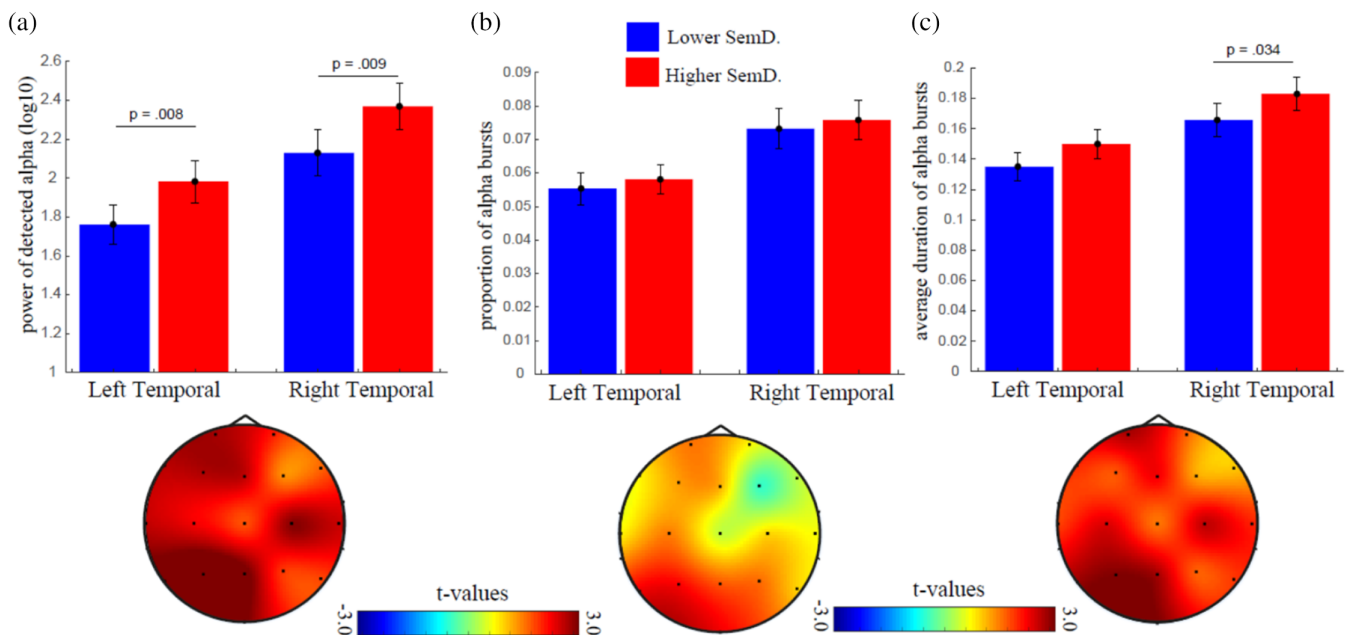 (a)
(b)
(c)
Lower SemD.
Higher SemD.
power of detected alpha (log10)
2.6
2.4
2.2
2
1.8
1.6
1.4
1.2
1
p = .008
p = .009
Left Temporal
Right Temporal
proportion of alpha bursts
0.09
0.08
0.07
0.06
0.05
0.04
0.03
0.02
0.01
0
Left Temporal
Right Temporal
average duration of alpha bursts
0.2
0.18
0.16
0.14
0.12
0.1
0.08
0.06
0.04
0.02
0
p = .034
Left Temporal
Right Temporal
t-values
-3.0
3.0
t-values
-3.0
3.0